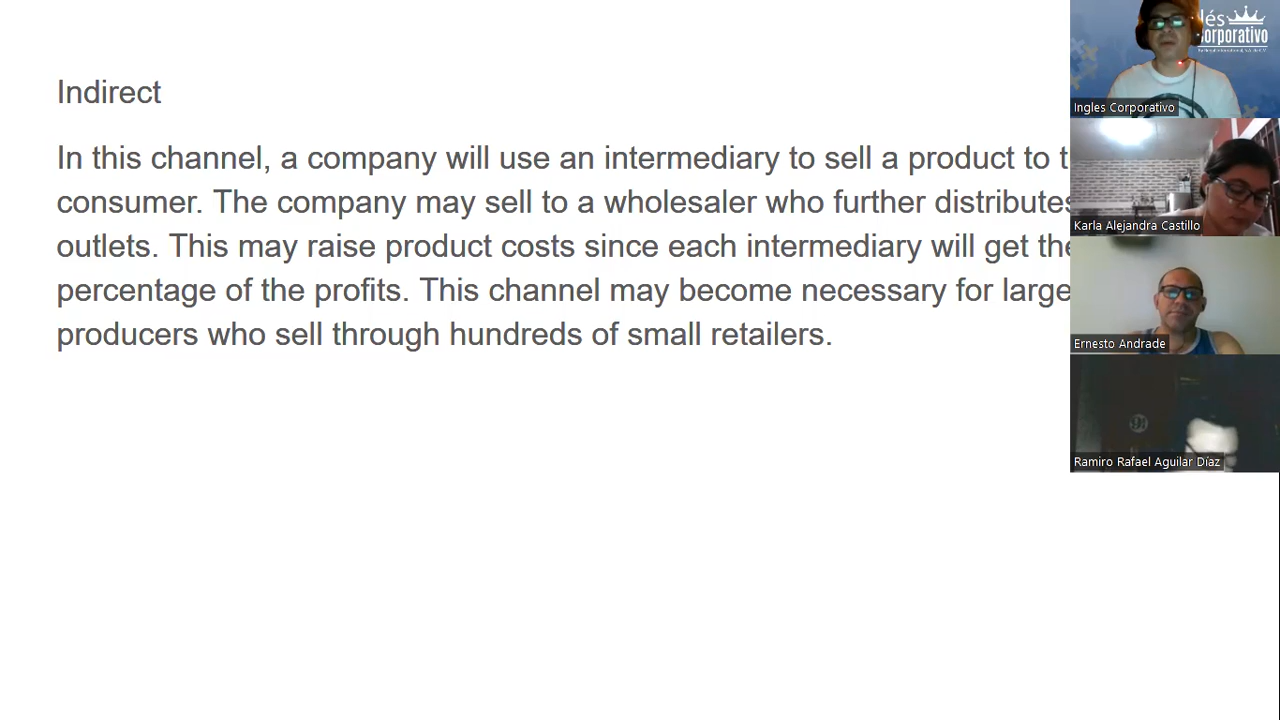 Indirect
In this channel, a company will use an intermediary to sell a product to
consumer. The company may sell to a wholesaler who further distributes
outlets. This may raise product costs since each intermediary will get
percentage of the profits. This channel may become necessary for large
producers who sell through hundreds of small retailers.
lés
orporativo
Ingles Corporativo
Karla Alejandra Castillo
Ernesto Andrade
Ramiro Rafael Aguilar Díaz